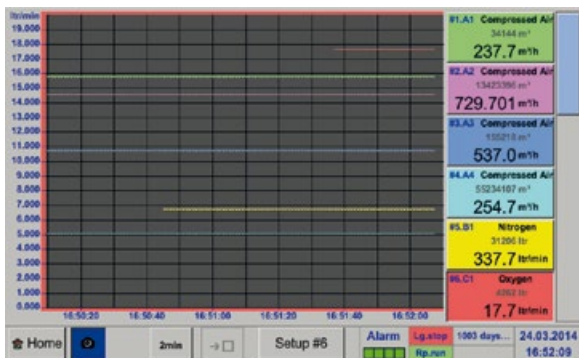 ltr/min
19.000
18.000
17.000
16.000
15.000
14.000
13.000
12.000
11.000
10.000
9.000
8.000
7.000
6.000
5.000
4.000
3.000
2.000
1.000
0.000
16:50:20 16:50:40 16:51:00 16:51:20 16:51:40 16:52:00
#1.A1 Compressed Air
34144 m³
237.7 m³/h
#2.A2 Compressed Air
13423396 m³
729.701 m³/h
#3.A3 Compressed Air
m³
537.0 m³/h
#4.A4 Compressed Air
55234107 m³
254.7 m³/h
#5.B1 Nitrogen
31206 ltr
337.7 ltr/min
#6.C1 Oxygen
4262 ltr
17.7 ltr/min
Home 2min Setup #6 Alarm Lg.stop 1003 days... 24.03.2014
Rp.run 16:52:09